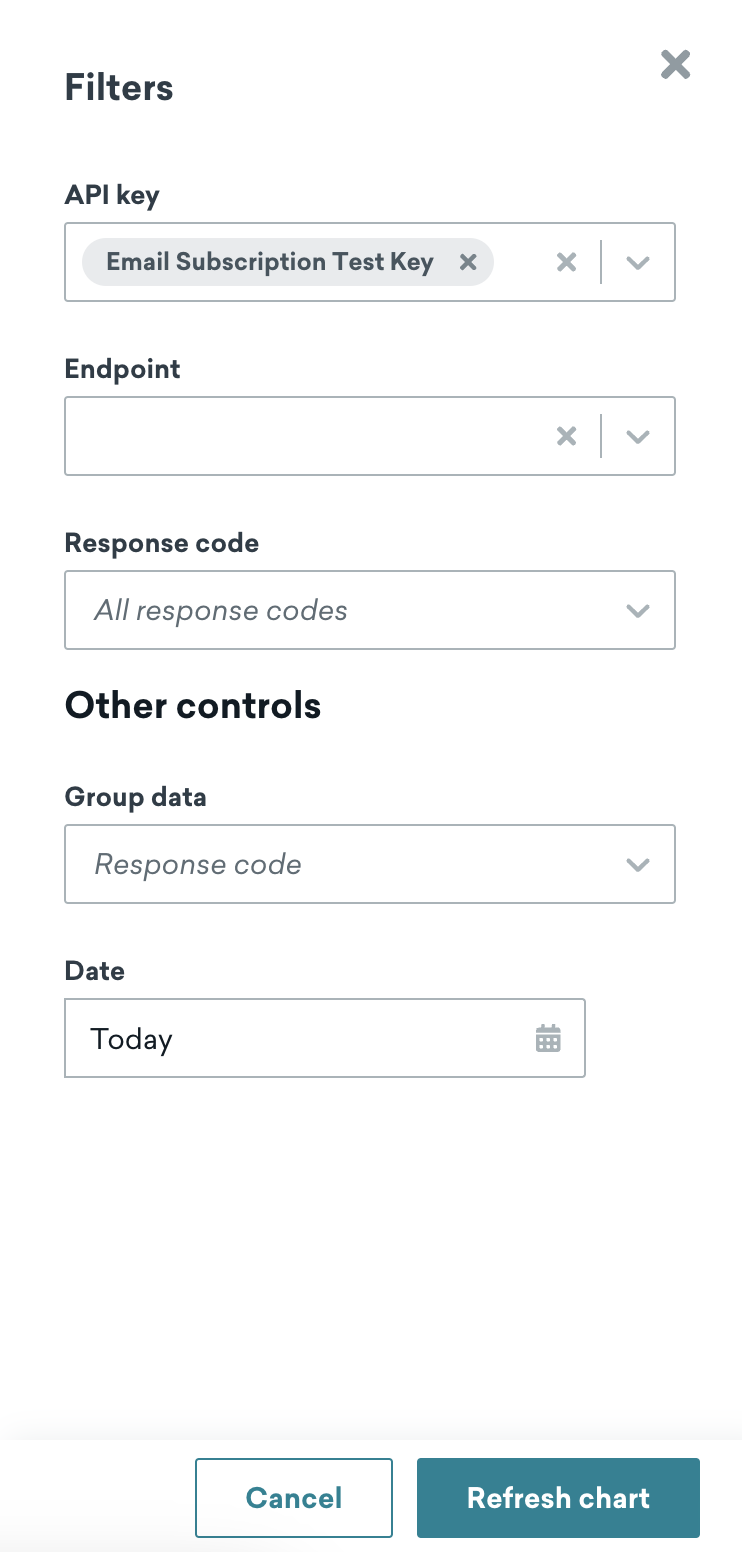 Filters
API key
Email Subscription Test Key
Endpoint
Response code
All response codes
Other controls
Group data
Response code
Date
Today
Cancel
Refresh chart